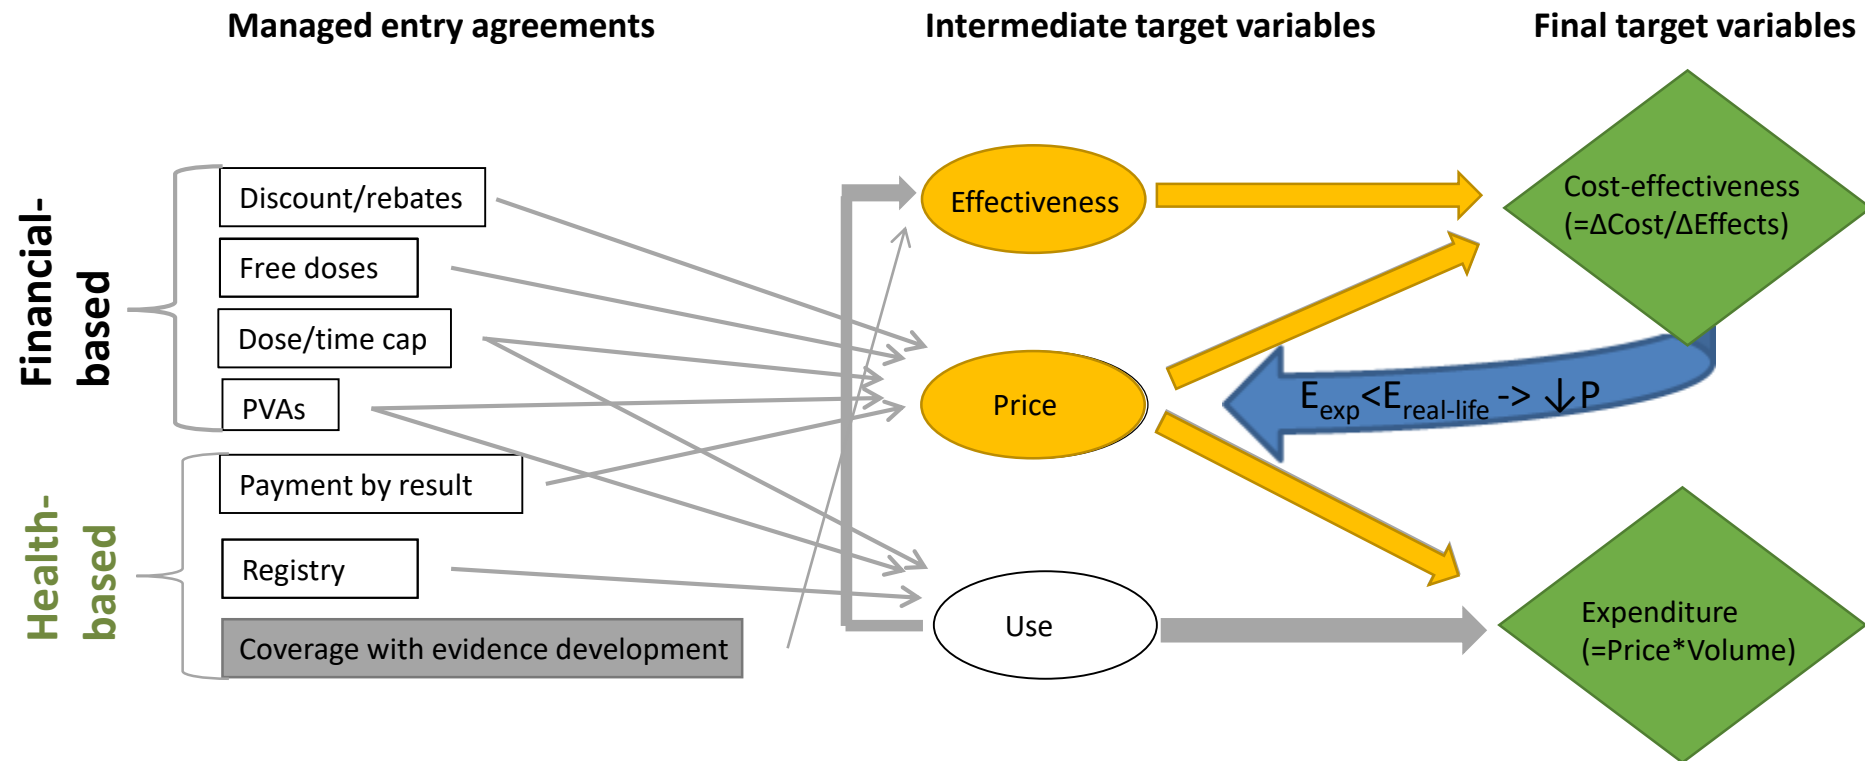 Managed entry agreements
Intermediate target variables
Final target variables
Financial-
based
Discount/rebates
Free doses
Dose/time cap
PVAs
Health-
based
Payment by result
Registry
Coverage with evidence development
Effectiveness
Price
Use
Cost-effectiveness
(=ΔCost/ΔEffects)
E exp<E real-life -> ↓P
Expenditure
(=Price*Volume)